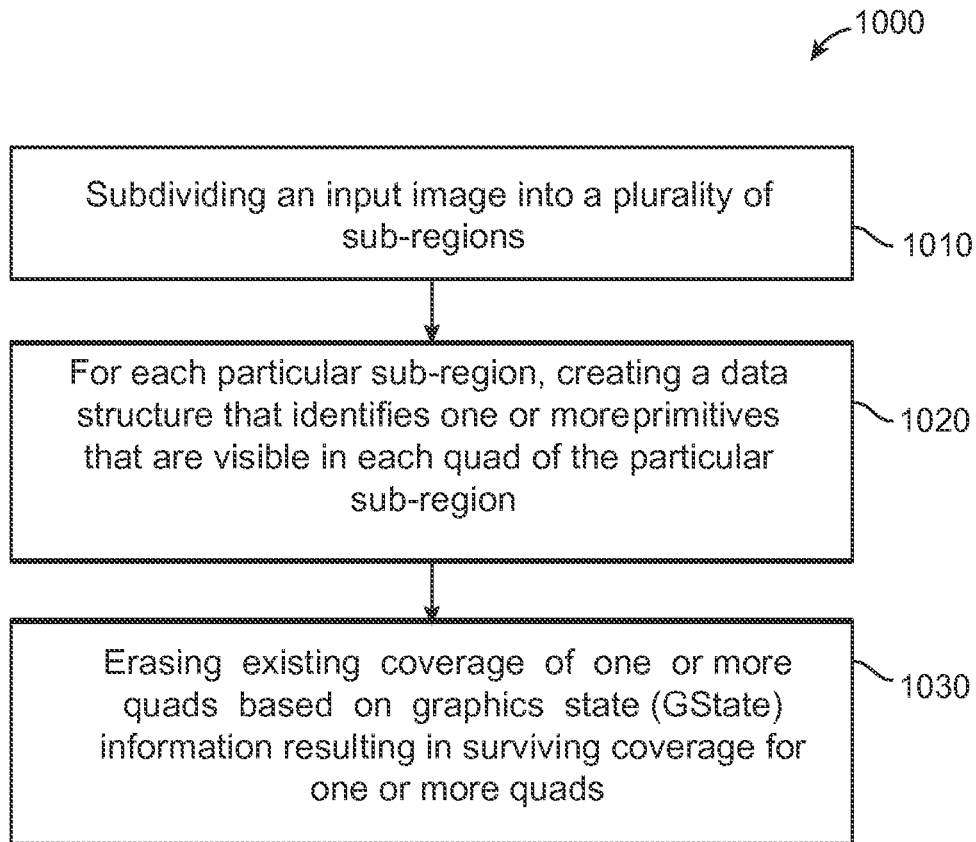 1000
Subdividing an input image into a plurality of
sub-regions
1010
For each particular sub-region, creating a data
structure that identifies one or moreprimitives
that are visible in each quad of the particular
sub-region
1020
Erasing existing coverage of one or more
quads based on graphics state (GState)
information resulting in surviving coverage for
one or more quads
1030